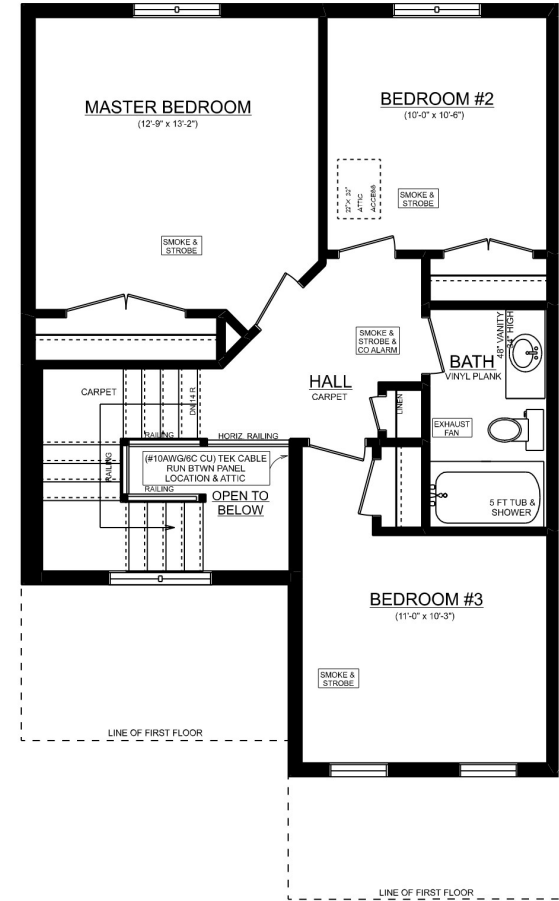 MASTER BEDROOM
(12'-9" x 13'-2")
BEDROOM #2
(10'-0" x 10'-6")
22" X 32"
ATTIC
ACCESS
SMOKE &
STROBE
SMOKE &
STROBE
SMOKE &
STROBE &
CO ALARM
48" VANITY
34" HIGH
BATH
VINYL PLANK
HALL
CARPET
CARPET
DN 14 R
LINEN
EXHAUST
FAN
RAILING
HORIZ. RAILING
RAILING
(#10AWG/6C CU) TEK CABLE
RUN BTWN PANEL
LOCATION & ATTIC
RAILING
OPEN TO
BELOW
5 FT TUB &
SHOWER
BEDROOM #3
(11'-0" x 10'-3")
SMOKE &
STROBE
LINE OF FIRST FLOOR
LINE OF FIRST FLOOR